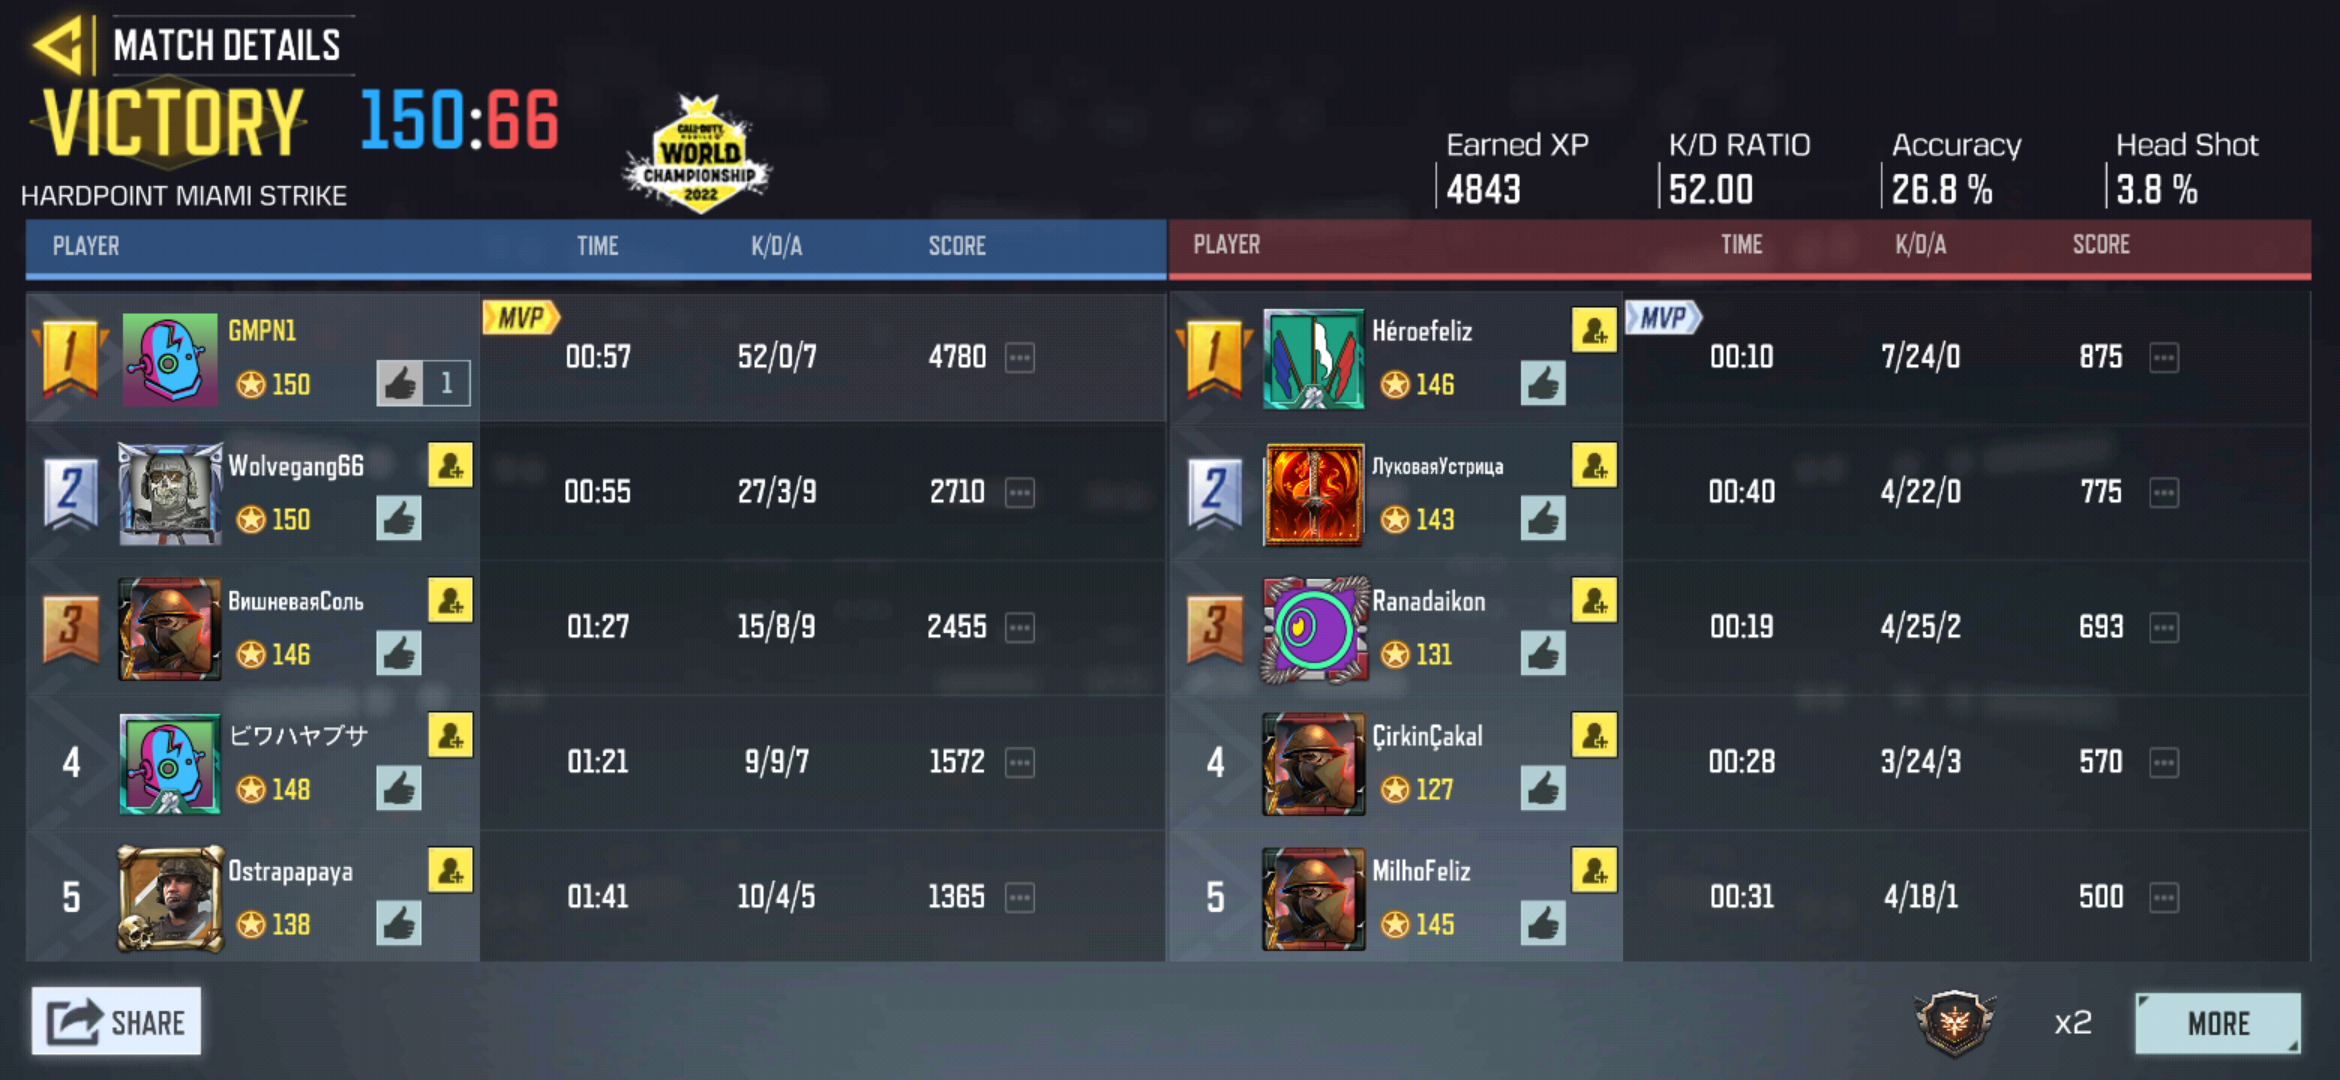 MATCH DETAILS
VICTORY 150:66
HARDPOINT MIAMI STRIKE
CALL OF DUTY
MOBILE
WORLD
CHAMPIONSHIP
2022
Earned XP K/D RATIO Accuracy Head Shot
4843 52.00 26.8 % 3.8 %
PLAYER TIME K/D/A SCORE
1 GMPN1 MVP
150 1 00:57 52/0/7 4780
2 Wolvegang66
150 00:55 27/3/9 2710
3 ВишневаяСоль
146 01:27 15/8/9 2455
4 ビワハヤブサ
148 01:21 9/9/7 1572
5 Ostrapapaya
138 01:41 10/4/5 1365
PLAYER TIME K/D/A SCORE
1 Héroefeliz MVP
146 00:10 7/24/0 875
2 ЛуковаяУстрица
143 00:40 4/22/0 775
3 Ranadaikon
131 00:19 4/25/2 693
4 ÇirkinÇakal
127 00:28 3/24/3 570
5 MilhoFeliz
145 00:31 4/18/1 500
SHARE x2 MORE